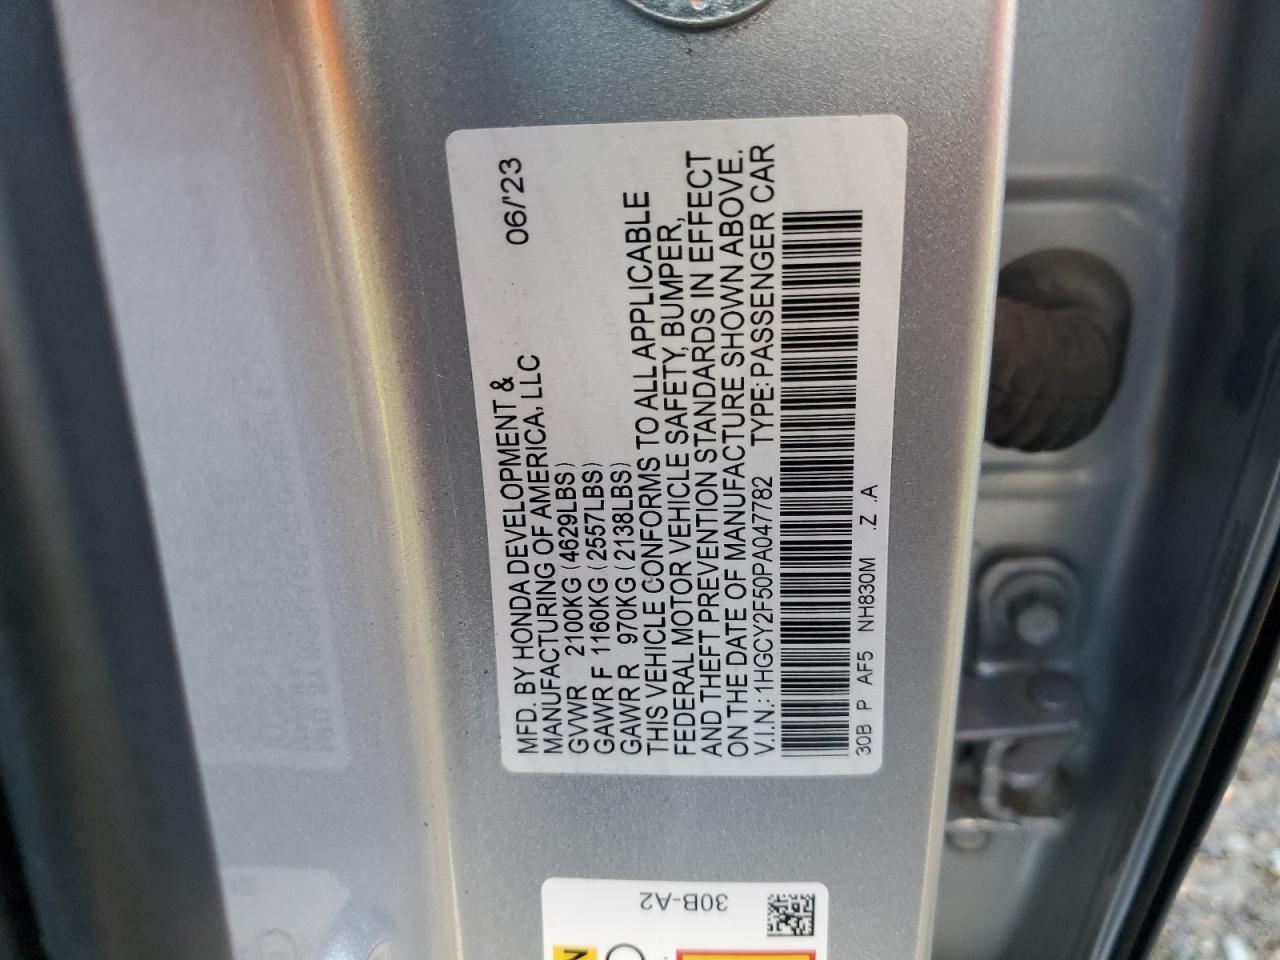 MFD. BY HONDA DEVELOPMENT & 06/'23
MANUFACTURING OF AMERICA, LLC
GVWR 2100KG (4629LBS)
GAWR F 1160KG (2557LBS)
GAWR R 970KG (2138LBS)
THIS VEHICLE CONFORMS TO ALL APPLICABLE
FEDERAL MOTOR VEHICLE SAFETY, BUMPER,
AND THEFT PREVENTION STANDARDS IN EFFECT
ON THE DATE OF MANUFACTURE SHOWN ABOVE.
V.I.N.: 1HGCY2F50PA047782 TYPE: PASSENGER CAR
30B P AF5 NH830M .Z .A
30B-A2